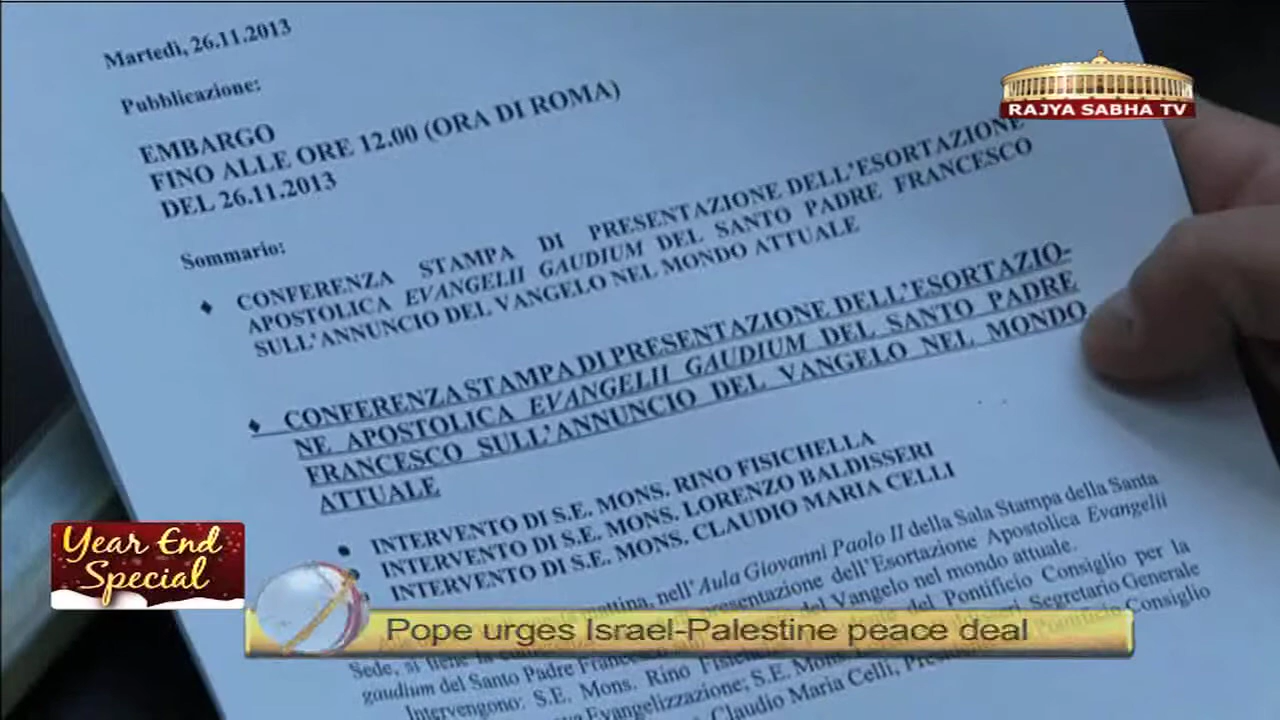 Martedì, 26.11.2013
RAJYA SABHA TV
Pubblicazione:
EMBARGO
FINO ALLE ORE 12.00 (ORA DI ROMA)
DEL 26.11.2013
Sommario:
♦ CONFERENZA STAMPA DI PRESENTAZIONE DELL'ESORTAZIONE
APOSTOLICA EVANGELII GAUDIUM DEL SANTO PADRE FRANCESCO
SULL'ANNUNCIO DEL VANGELO NEL MONDO ATTUALE
♦ CONFERENZA STAMPA DI PRESENTAZIONE DELL'ESORTAZIO-
NE APOSTOLICA EVANGELII GAUDIUM DEL SANTO PADRE
FRANCESCO SULL'ANNUNCIO DEL VANGELO NEL MONDO
ATTUALE
• INTERVENTO DI S.E. MONS. RINO FISICHELLA
INTERVENTO DI S.E. MONS. LORENZO BALDISSERI
• INTERVENTO DI S.E. MONS. CLAUDIO MARIA CELLI
mattina, nell'Aula Giovanni Paolo II della Sala Stampa della Santa
Sede, si tiene la dell'Esortazione Apostolica Evangelii
gaudium del Santo Padre del Vangelo nel mondo attuale.
Intervengono: S.E. Mons. Rino del Pontificio Consiglio per la
Evangelizzazione; S.E. Mons. Segretario Generale
Claudio Maria Celli, Consiglio
Year End
Special
Pope urges Israel-Palestine peace deal